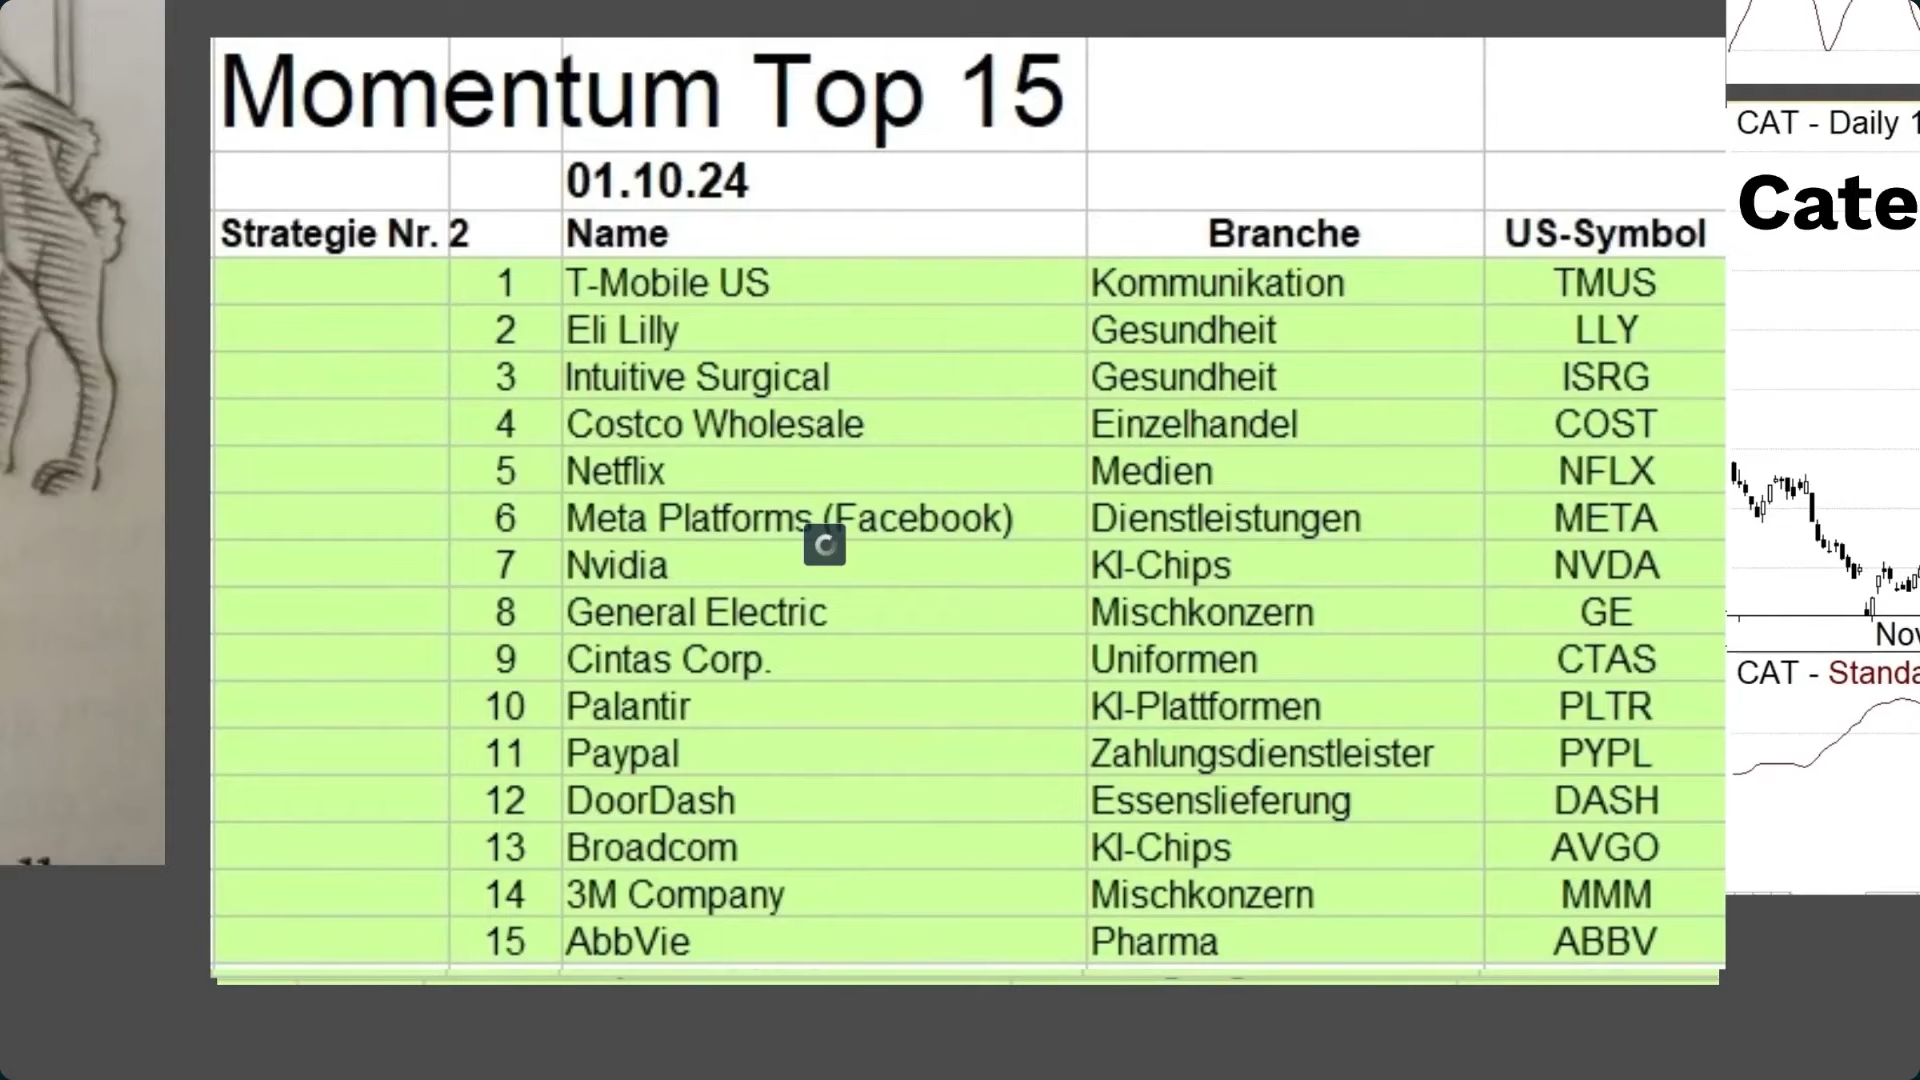 Momentum Top 15
01.10.24
Strategie Nr. 2 Name Branche US-Symbol
1 T-Mobile US Kommunikation TMUS
2 Eli Lilly Gesundheit LLY
3 Intuitive Surgical Gesundheit ISRG
4 Costco Wholesale Einzelhandel COST
5 Netflix Medien NFLX
6 Meta Platforms (Facebook) Dienstleistungen META
7 Nvidia KI-Chips NVDA
8 General Electric Mischkonzern GE
9 Cintas Corp. Uniformen CTAS
10 Palantir KI-Plattformen PLTR
11 Paypal Zahlungsdienstleister PYPL
12 DoorDash Essenslieferung DASH
13 Broadcom KI-Chips AVGO
14 3M Company Mischkonzern MMM
15 AbbVie Pharma ABBV
CAT - Daily 1
Cate
Nov
CAT - Standa